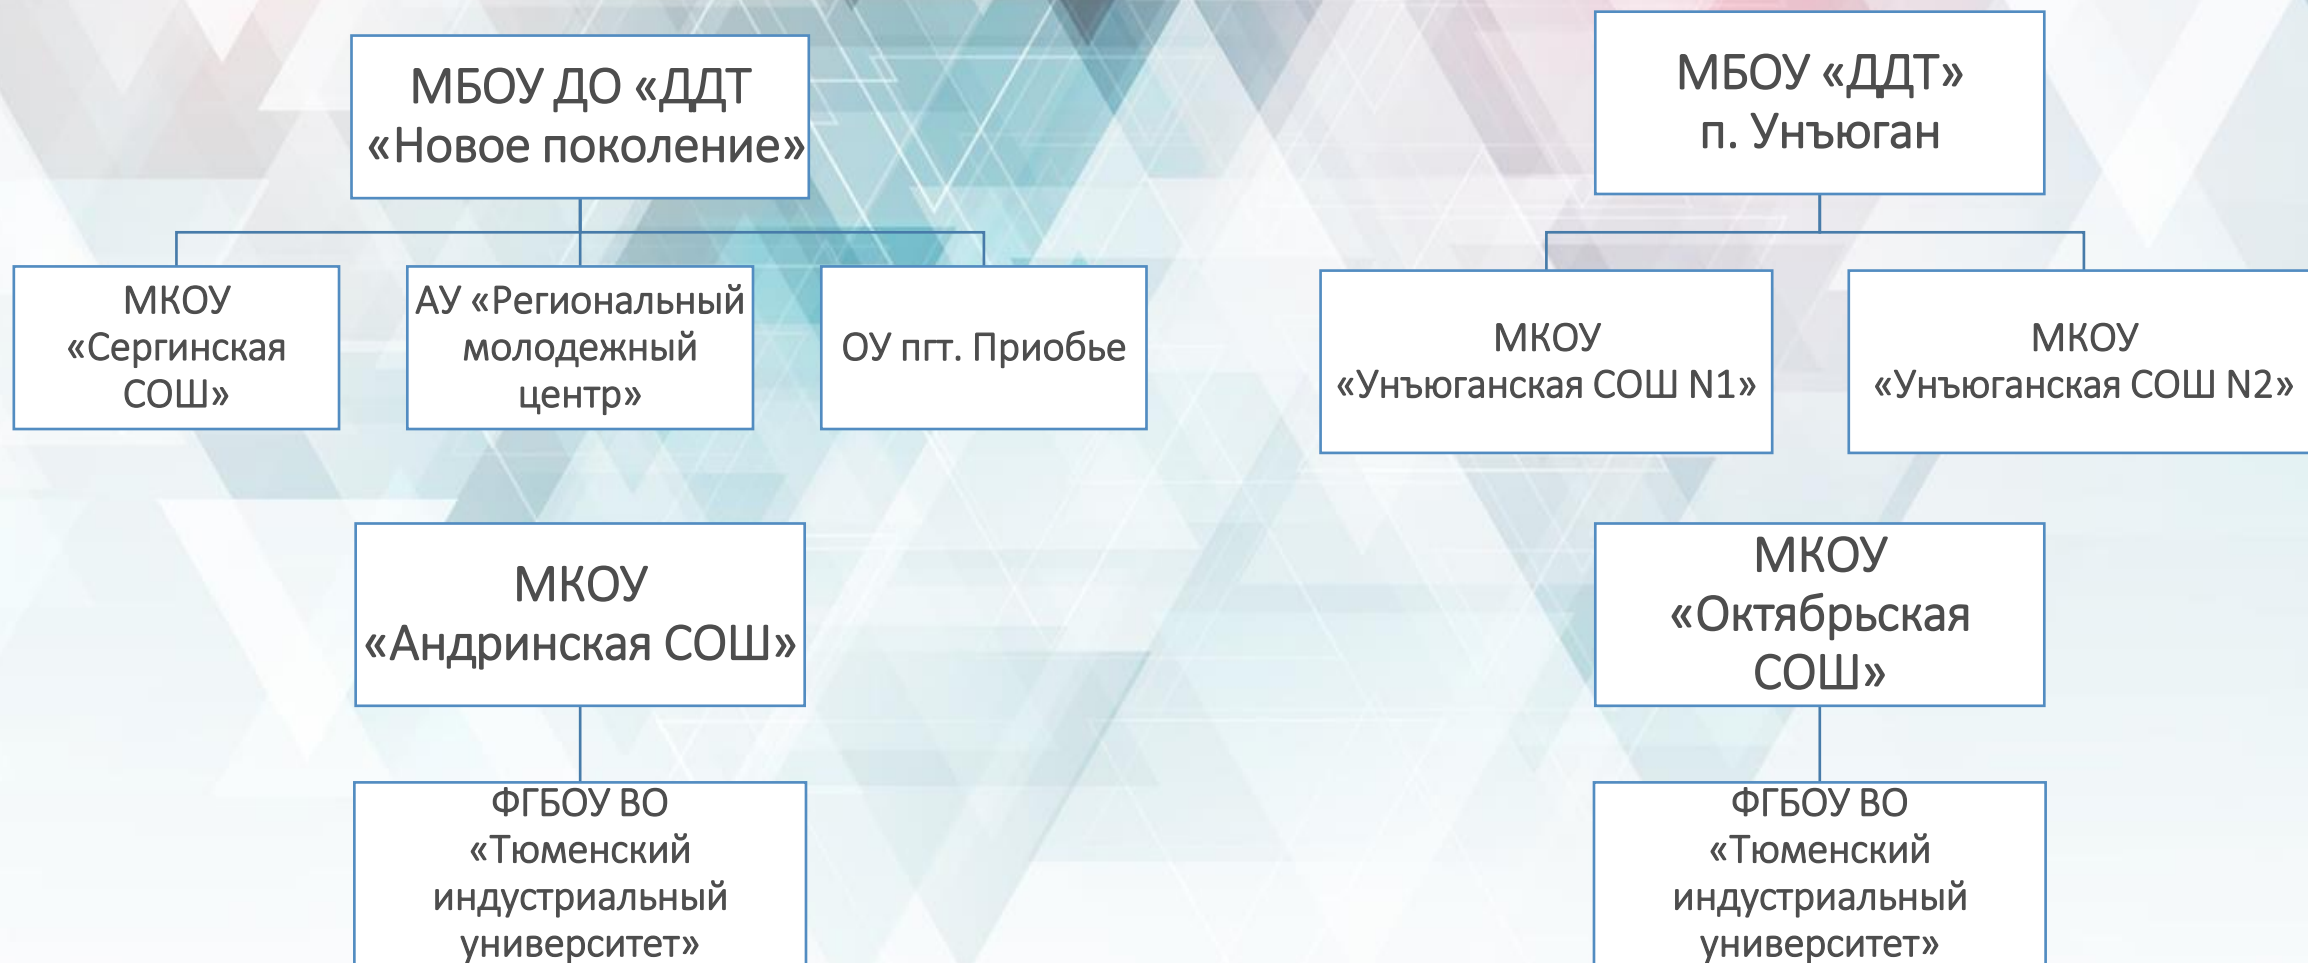 МБОУ ДО «ДДТ
«Новое поколение»
МБОУ «ДДТ»
п. Унъюган
МКОУ
«Сергинская
СОШ»
АУ «Региональный
молодежный
центр»
ОУ пгт. Приобье
МКОУ
«Унъюганская СОШ N1»
МКОУ
«Унъюганская СОШ N2»
МКОУ
«Андринская СОШ»
МКОУ
«Октябрьская
СОШ»
ФГБОУ ВО
«Тюменский
индустриальный
университет»
ФГБОУ ВО
«Тюменский
индустриальный
университет»